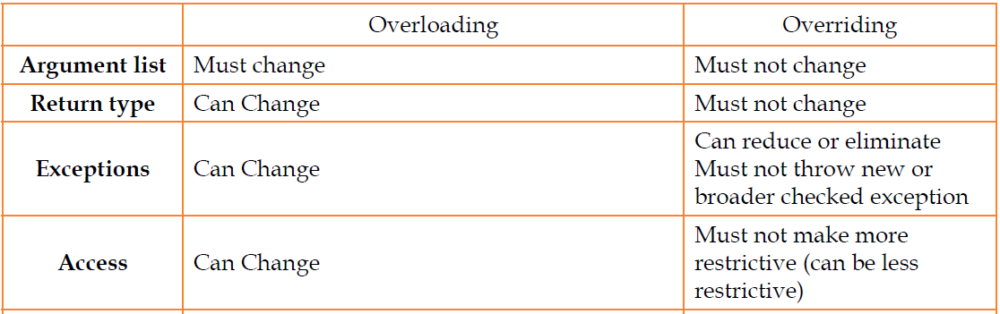 Overloading Overriding
Argument list Must change Must not change
Return type Can Change Must not change
Exceptions Can Change Can reduce or eliminate
Must not throw new or
broader checked exception
Access Can Change Must not make more
restrictive (can be less
restrictive)